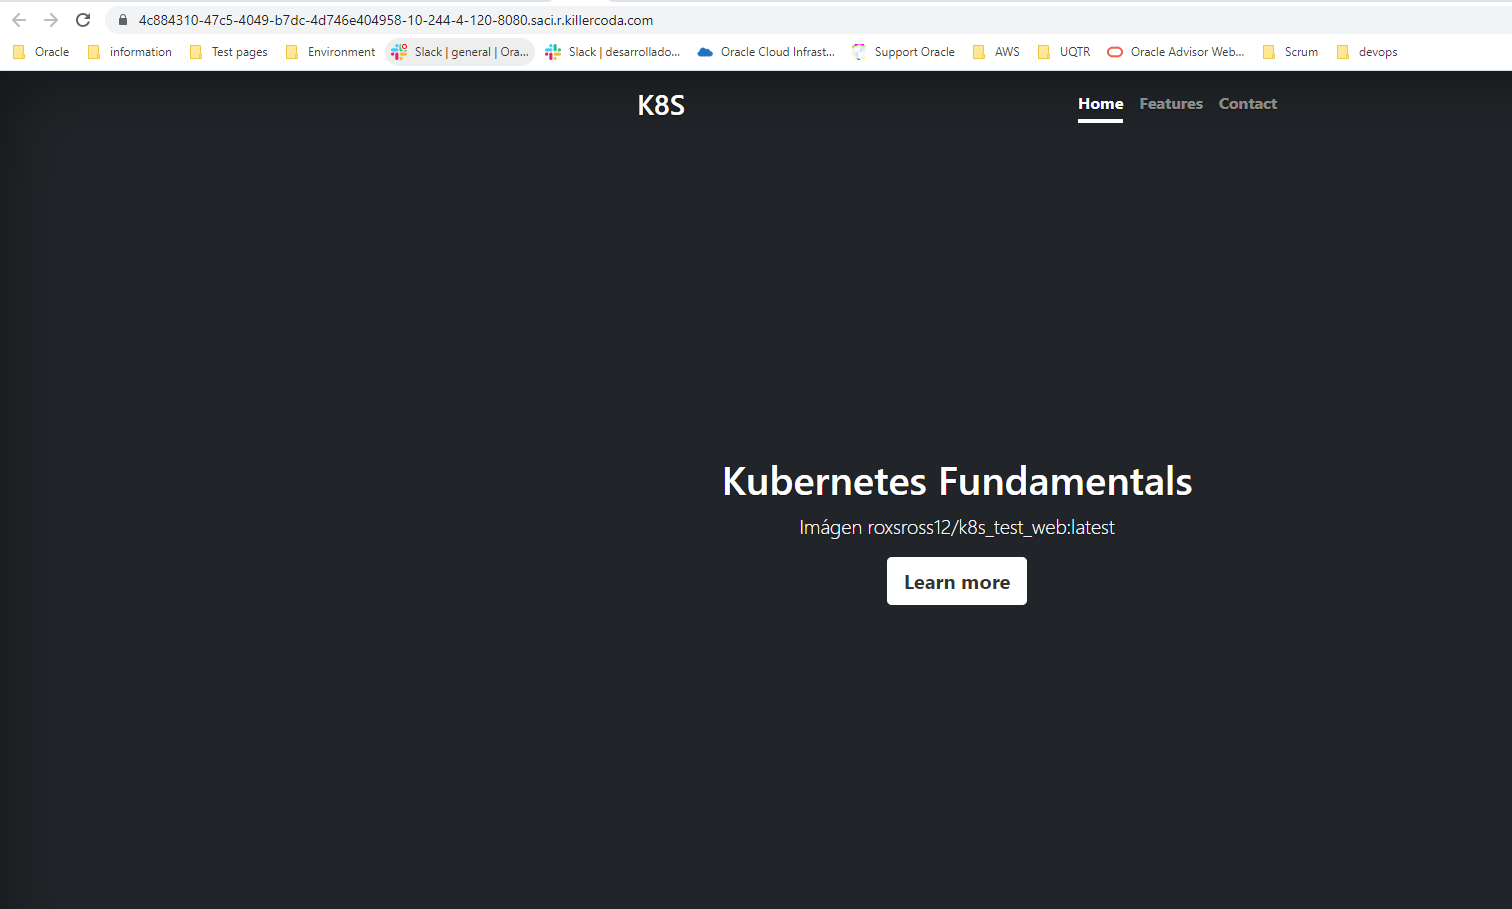 4c884310-47c5-4049-b7dc-4d746e404958-10-244-4-120-8080.saci.r.killercoda.com
Oracle information Test pages Environment Slack | general | Ora... Slack | desarrollado... Oracle Cloud Infrast... Support Oracle AWS UQTR Oracle Advisor Web... Scrum devops
K8S Home Features Contact
Kubernetes Fundamentals
Imágen roxsross12/k8s_test_web:latest
Learn more